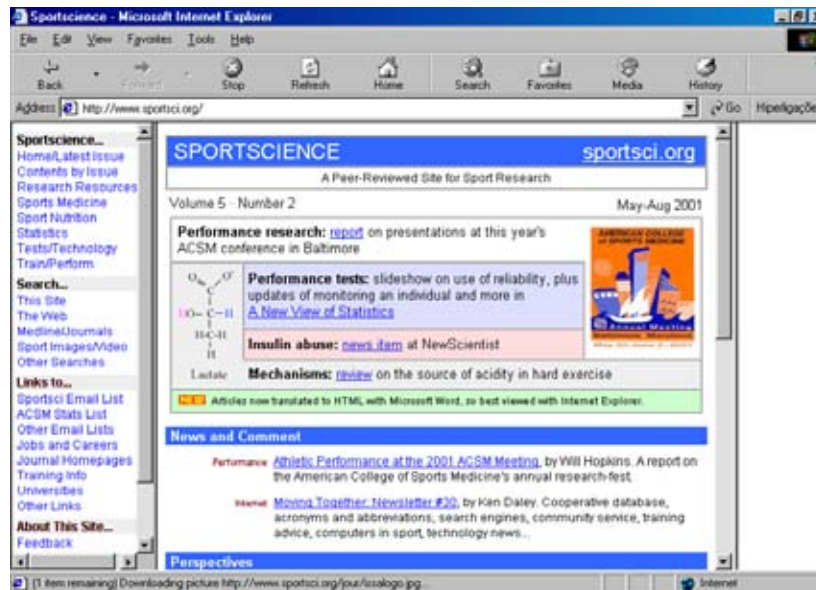 Sportscience - Microsoft Internet Explorer
File Edit View Favorites Tools Help
Back Forward Stop Refresh Home Search Favorites Media History
Address http://www.sportsci.org/ Go Hiperligaçõe
Sportscience...
Home/Latest Issue
Contents by Issue
Research Resources
Sports Medicine
Sport Nutrition
Statistics
Tests/Technology
Train/Perform
Search...
This Site
The Web
Medline/Journals
Sport Images/Video
Other Searches
Links to...
Sportsci Email List
ACSM Stats List
Other Email Lists
Jobs and Careers
Journal Homepages
Training Info
Universities
Other Links
About This Site...
Feedback
SPORTSCIENCE sportsci.org
A Peer-Reviewed Site for Sport Research
Volume 5 · Number 2 May-Aug 2001
Performance research: report on presentations at this year's
ACSM conference in Baltimore
AMERICAN COLLEGE
of SPORTS MEDICINE
Annual Meeting
O O-
C
HO- C-H
H-C-H
H
Lactate
Performance tests: slideshow on use of reliability, plus
updates of monitoring an individual and more in
A New View of Statistics
Insulin abuse: news item at NewScientist
Mechanisms: review on the source of acidity in hard exercise
NEW Articles now translated to HTML with Microsoft Word, so best viewed with Internet Explorer.
News and Comment
Performance Athletic Performance at the 2001 ACSM Meeting, by Will Hopkins. A report on
the American College of Sports Medicine's annual research-fest.
Internet Moving Together: Newsletter #30, by Ken Daley. Cooperative database,
acronyms and abbreviations, search engines, community service, training
advice, computers in sport, technology news...
Perspectives
(1 item remaining) Downloading picture http://www.sportsci.org/jour/issalogo.jpg... Internet